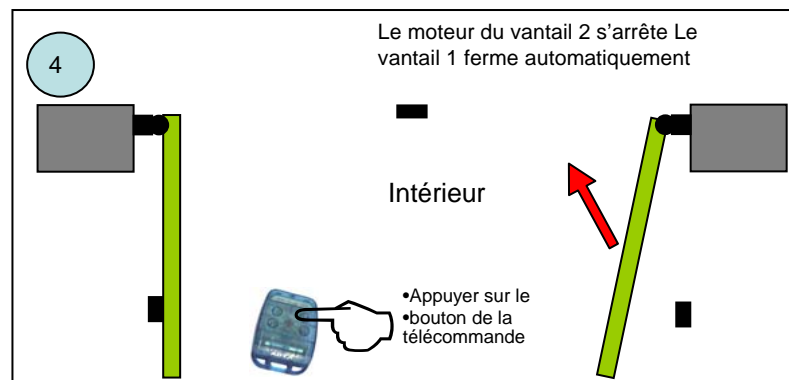 Le moteur du vantail 2 s’arrête Le
vantail 1 ferme automatiquement
4
Intérieur
•Appuyer sur le
•bouton de la
télécommande